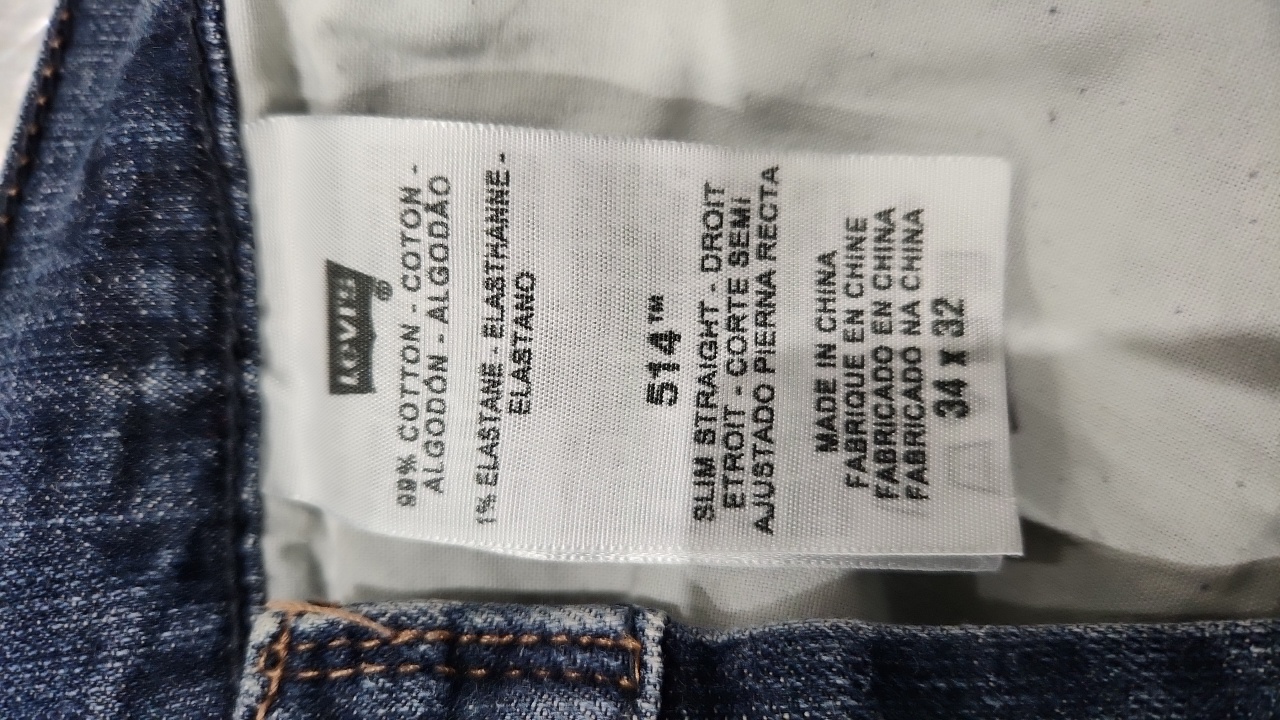 Levi's®
99% COTTON - COTON -
ALGODÓN - ALGODÃO
1% ELASTANE - ELASTHANNE -
ELASTANO
514™
SLIM STRAIGHT - DROIT
ETROIT - CORTE SEMI
AJUSTADO PIERNA RECTA
MADE IN CHINA
FABRIQUE EN CHINE
FABRICADO EN CHINA
FABRICADO NA CHINA
34 x 32